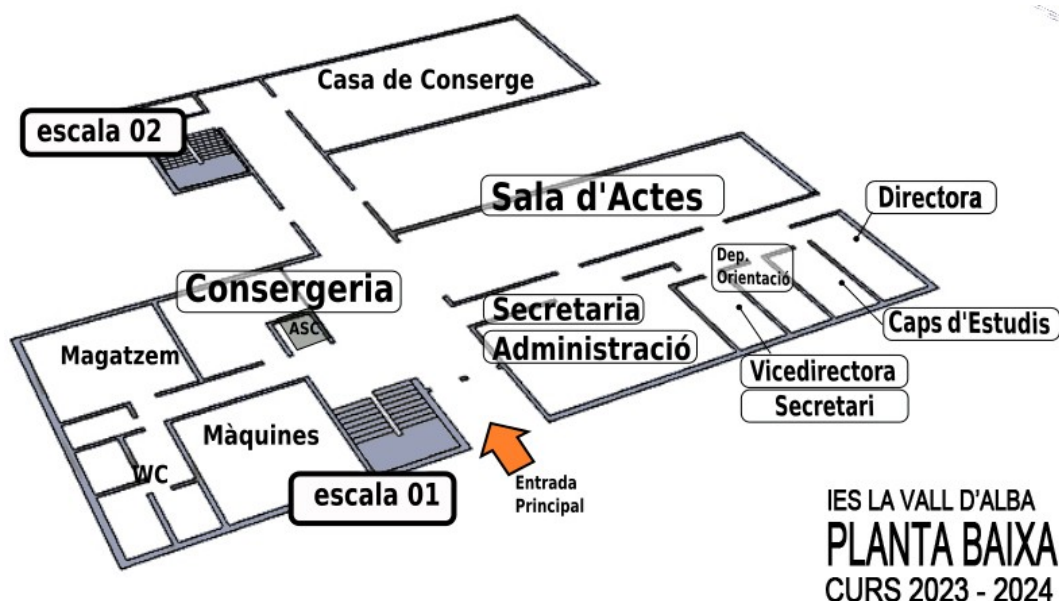 Casa de Conserge
escala 02
Sala d'Actes
Directora
Dep.
Orientació
Consergeria
Secretaria
ASC
Caps d'Estudis
Magatzem
Administració
Vicedirectora
Secretari
Màquines
WC
escala 01
Entrada
Principal
IES LA VALL D'ALBA
PLANTA BAIXA
CURS 2023 - 2024